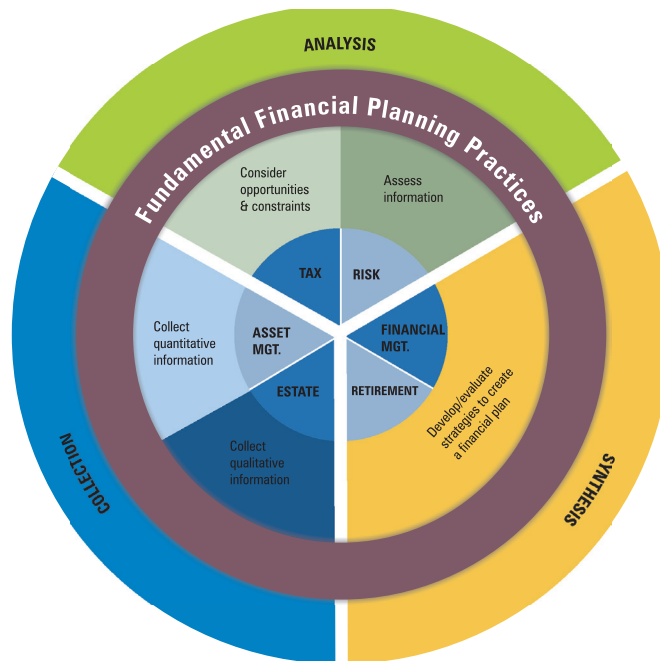 ANALYSIS
Fundamental Financial Planning Practices
Consider
opportunities
& constraints
Assess
information
TAX
RISK
Collect
quantitative
information
ASSET
MGT.
FINANCIAL
MGT.
ESTATE
RETIREMENT
Develop/evaluate
strategies to create
a financial plan
Collect
qualitative
information
COLLECTION
SYNTHESIS